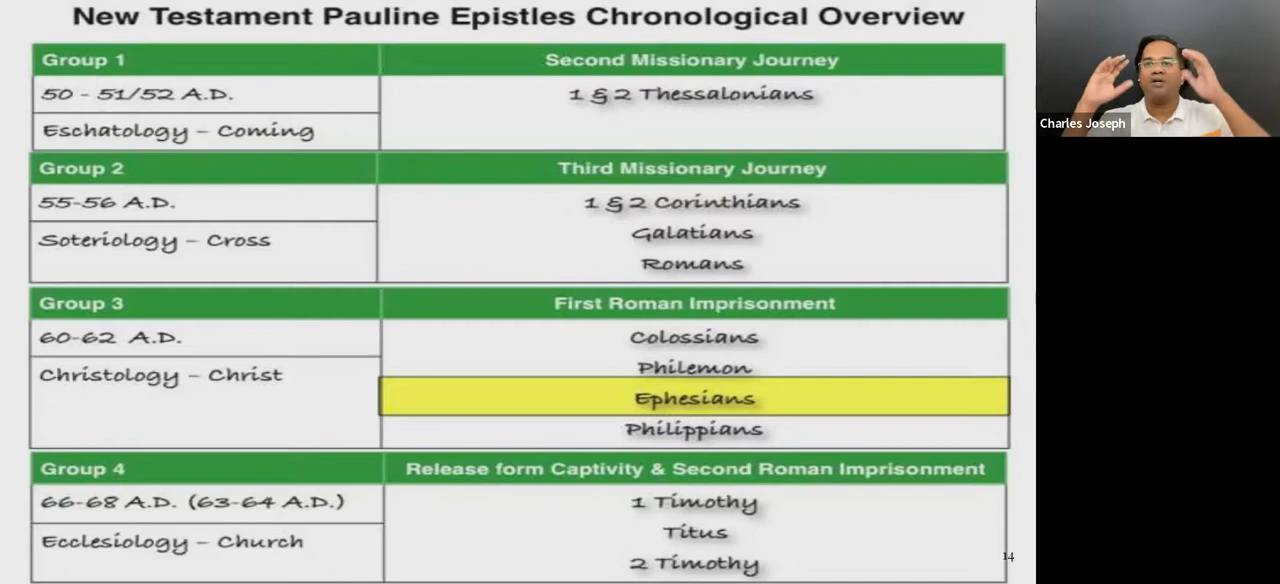 New Testament Pauline Epistles Chronological Overview
Group 1
Second Missionary Journey
50 - 51/52 A.D.
1 & 2 Thessalonians
Eschatology - Coming
Group 2
Third Missionary Journey
55-56 A.D.
1 & 2 Corinthians
Soteriology - Cross
Galatians
Romans
Group 3
First Roman Imprisonment
60-62 A.D.
Colossians
Christology - Christ
Philemon
Ephesians
Philippians
Group 4
Release form Captivity & Second Roman Imprisonment
66-68 A.D. (63-64 A.D.)
1 Timothy
Ecclesiology - Church
Titus
2 Timothy
14
Charles Joseph